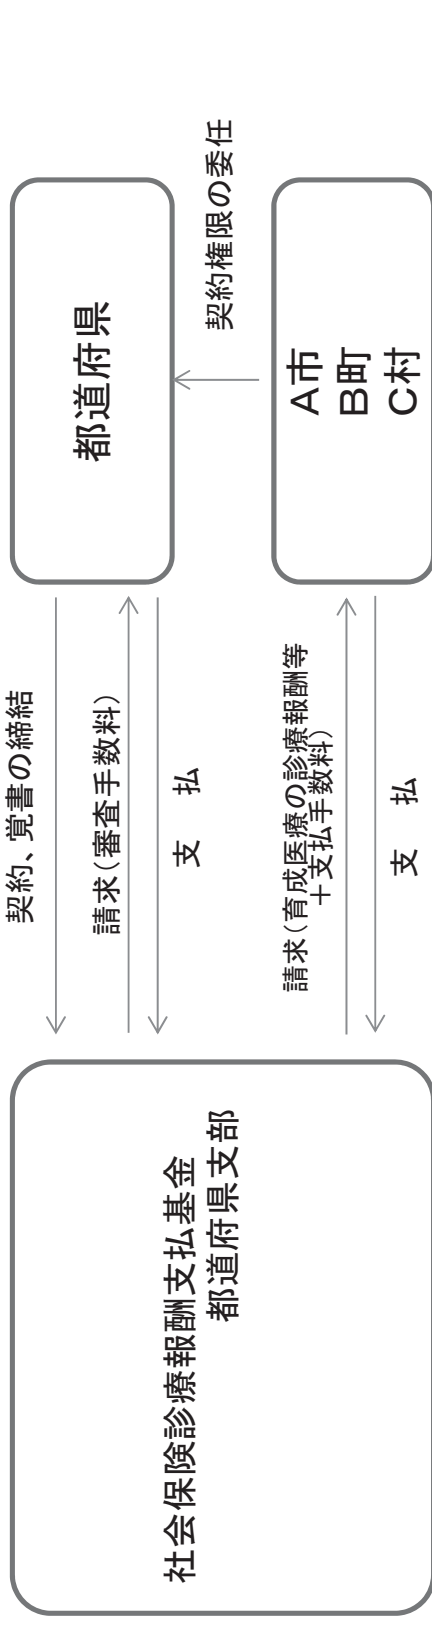 社会保険診療報酬支払基金
都道府県支部
契約、覚書の締結
請求（審査手数料）
支　払
請求（育成医療の診療報酬等
＋支払手数料）
支　払
都道府県
契約権限の委任
A市
B町
C村